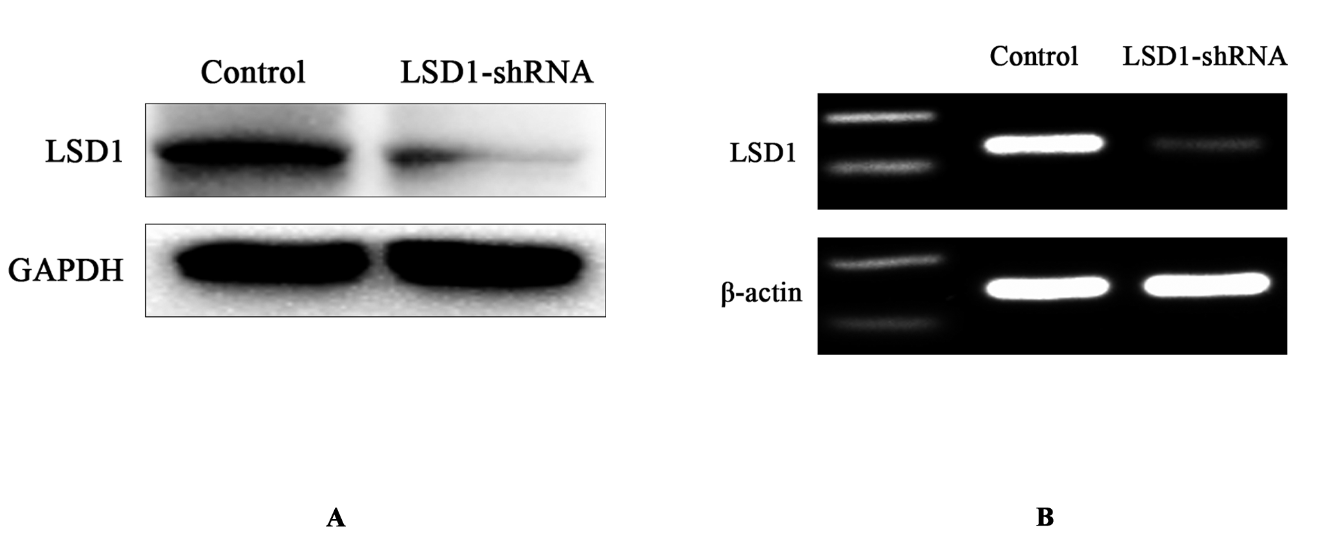 Control LSD1-shRNA
LSD1
GAPDH
A
Control LSD1-shRNA
LSD1
β-actin
B